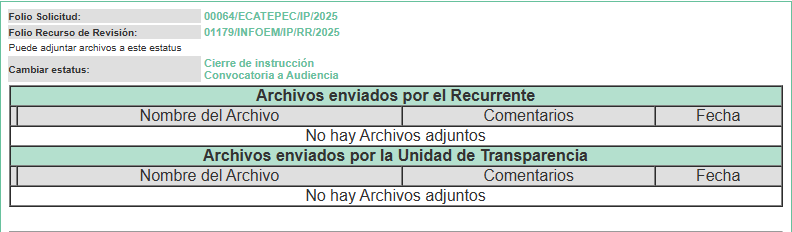 Folio Solicitud: 00064/ECATEPEC/IP/2025
Folio Recurso de Revisión: 01179/INFOEM/IP/RR/2025
Puede adjuntar archivos a este estatus
Cambiar estatus: Cierre de instrucción
Convocatoria a Audiencia
Archivos enviados por el Recurrente
Nombre del Archivo Comentarios Fecha
No hay Archivos adjuntos
Archivos enviados por la Unidad de Transparencia
Nombre del Archivo Comentarios Fecha
No hay Archivos adjuntos